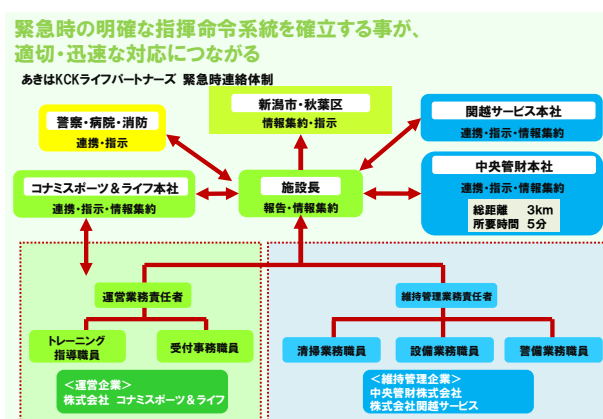 緊急時の明確な指揮命令系統を確立する事が、
適切・迅速な対応につながる
あきはKCKライフパートナーズ 緊急時連絡体制
警察・病院・消防
連携・指示
新潟市・秋葉区
情報集約・指示
関越サービス本社
連携・指示・情報集約
コナミスポーツ＆ライフ本社
連携・指示・情報集約
施設長
報告・情報集約
中央管財本社
連携・指示・情報集約
総距離 3km
所要時間 5分
運営業務責任者
維持管理業務責任者
トレーニング
指導職員
受付事務職員
清掃業務職員
設備業務職員
警備業務職員
＜運営企業＞
株式会社 コナミスポーツ＆ライフ
＜維持管理企業＞
中央管財株式会社
株式会社関越サービス